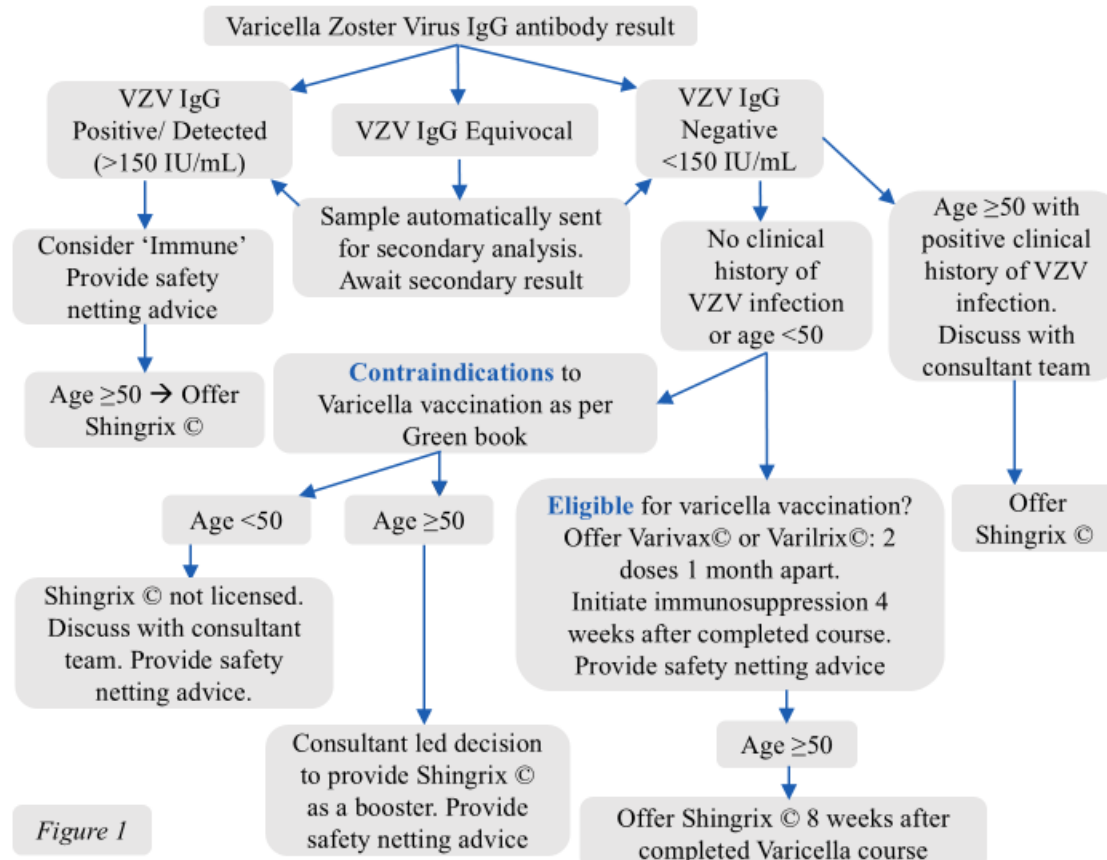 Varicella Zoster Virus IgG antibody result
VZV IgG
Positive/ Detected
(>150 IU/mL)
VZV IgG Equivocal
VZV IgG
Negative
<150 IU/mL
Consider ‘Immune’
Provide safety
netting advice
Sample automatically sent
for secondary analysis.
Await secondary result
No clinical
history of
VZV infection
or age <50
Age ≥50 with
positive clinical
history of VZV
infection.
Discuss with
consultant team
Age ≥50 → Offer
Shingrix ©
Contraindications to
Varicella vaccination as per
Green book
Age <50
Age ≥50
Eligible for varicella vaccination?
Offer Varivax© or Varilrix©: 2
doses 1 month apart.
Initiate immunosuppression 4
weeks after completed course.
Provide safety netting advice
Offer
Shingrix ©
Shingrix © not licensed.
Discuss with consultant
team. Provide safety
netting advice.
Consultant led decision
to provide Shingrix ©
as a booster. Provide
safety netting advice
Age ≥50
Offer Shingrix © 8 weeks after
completed Varicella course
Figure 1